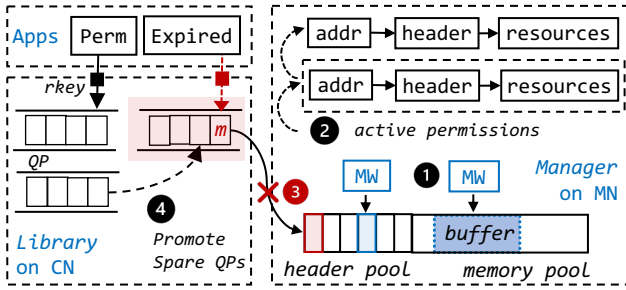 Apps
Perm
Expired
rkey
m
QP
4
Library
on CN
Promote
Spare QPs
addr
header
resources
addr
header
resources
2
active permissions
3
MW
1
MW
Manager
on MN
buffer
header pool
memory pool